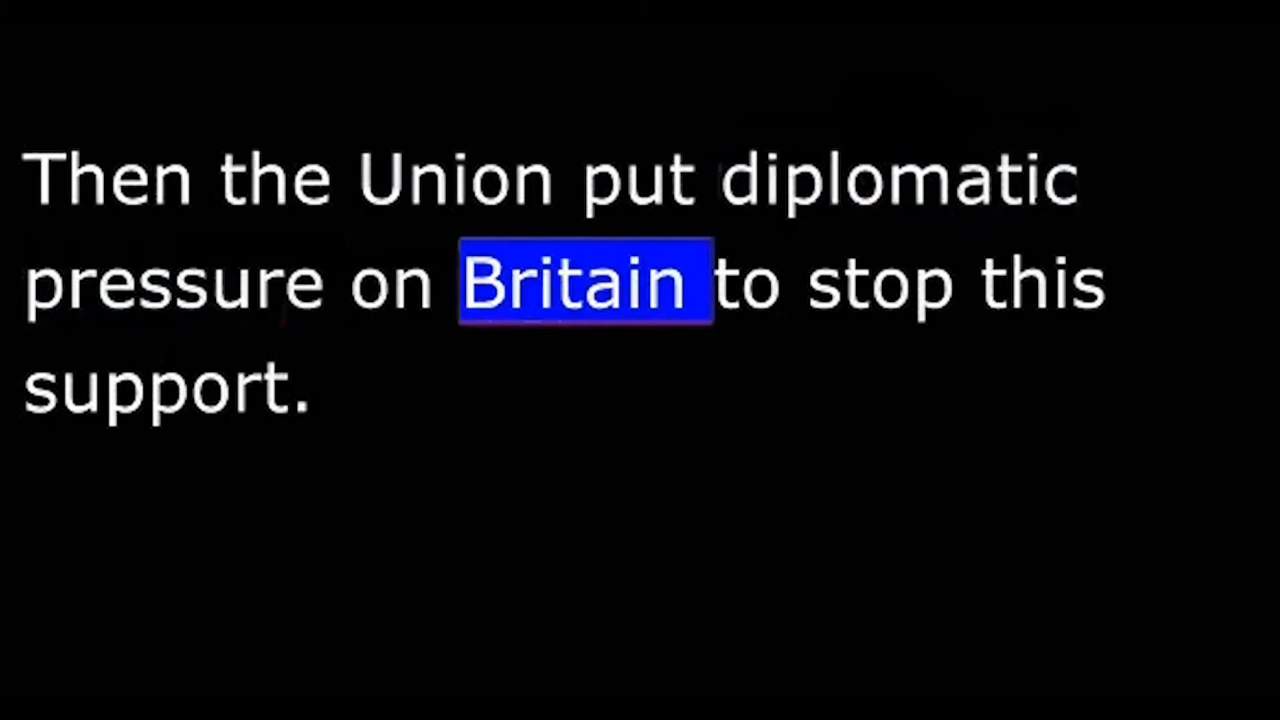 Then the Union put diplomatic
pressure on Britain to stop this
support.